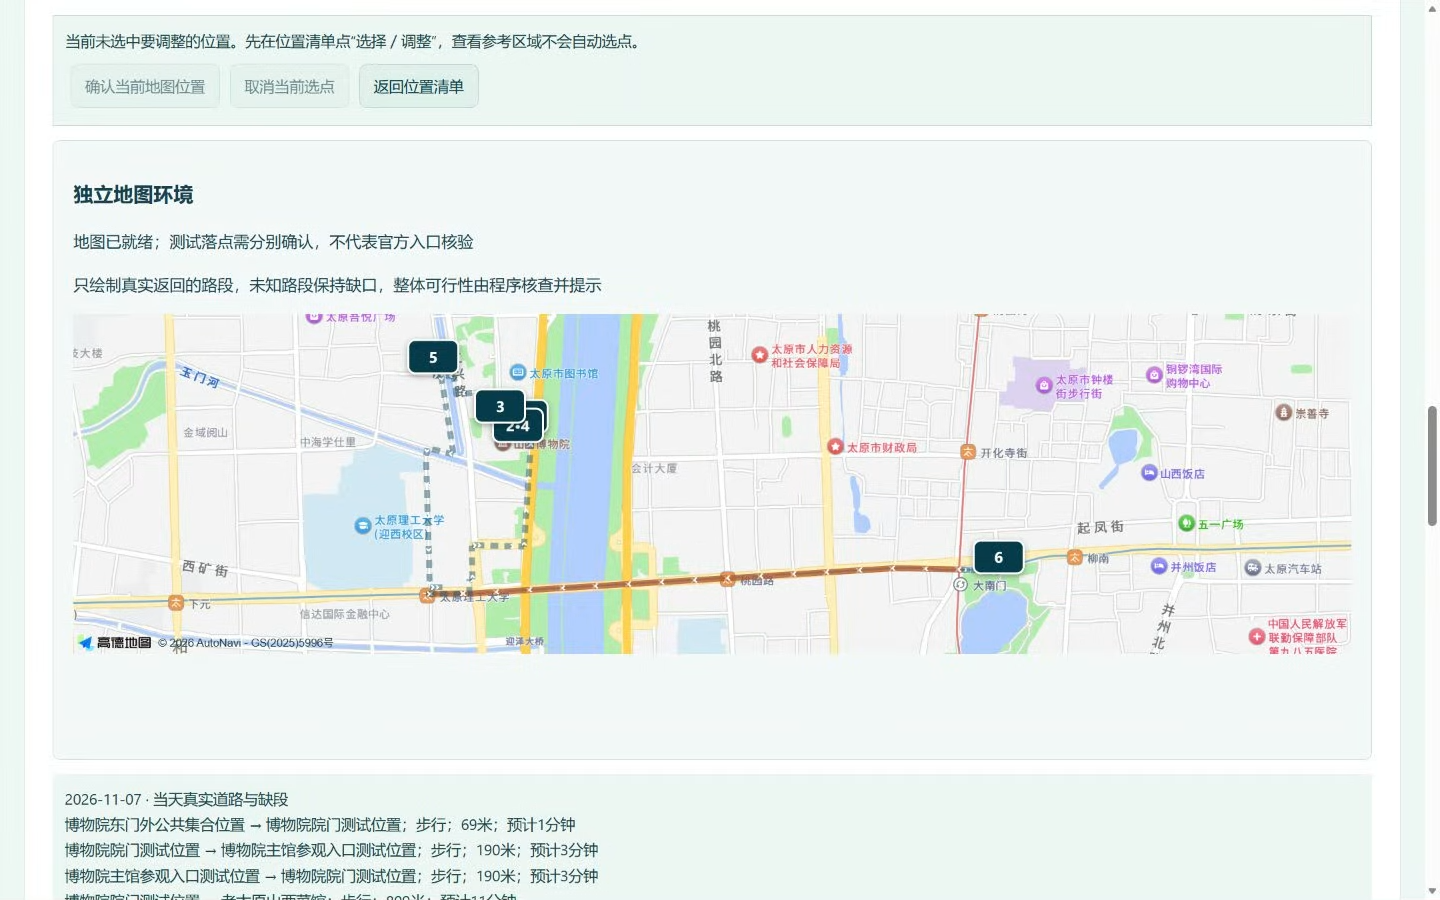 当前未选中要调整的位置。先在位置清单点“选择 / 调整”，查看参考区域不会自动选点。
确认当前地图位置
取消当前选点
返回位置清单
独立地图环境
地图已就绪；测试落点需分别确认，不代表官方入口核验
只绘制真实返回的路段，未知路段保持缺口，整体可行性由程序核查并提示
太原吾悦广场
桃园北路
5
太原市图书馆
太原市人力资源
和社会保障局
铜锣湾国际
购物中心
太原市钟楼
街步行街
玉门河
3
2·4
崇善寺
金域阅山
中海学仕里
太原市财政局
开化寺街
会计大厦
山西饭店
太原理工大学
(迎西校区)
起凤街
五一广场
6
柳南
西矿街
桃园路
大南门
并州饭店
太原汽车站
下元
太原理工大学
信达国际金融中心
并州北
中国人民解放军
联勤保障部队
第九八五医院
迎泽大桥
高德地图 © 2026 AutoNavi - GS(2025)5996号
2026-11-07 · 当天真实道路与缺段
博物院东门外公共集合位置 → 博物院院门测试位置；步行；69米；预计1分钟
博物院院门测试位置 → 博物院主馆参观入口测试位置；步行；190米；预计3分钟
博物院主馆参观入口测试位置 → 博物院院门测试位置；步行；190米；预计3分钟